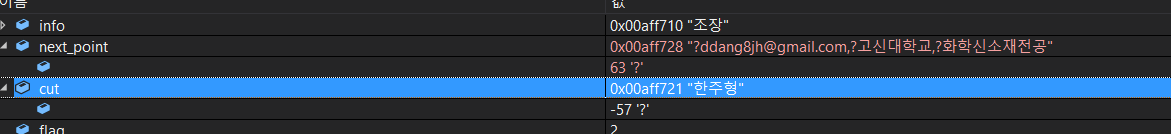 이름 값
info 0x00aff710 "조장"
next_point 0x00aff728 "?ddang8jh@gmail.com,?고신대학교,?화학신소재전공"
63 '?'
cut 0x00aff721 "한주형"
-57 '?'
flag 2